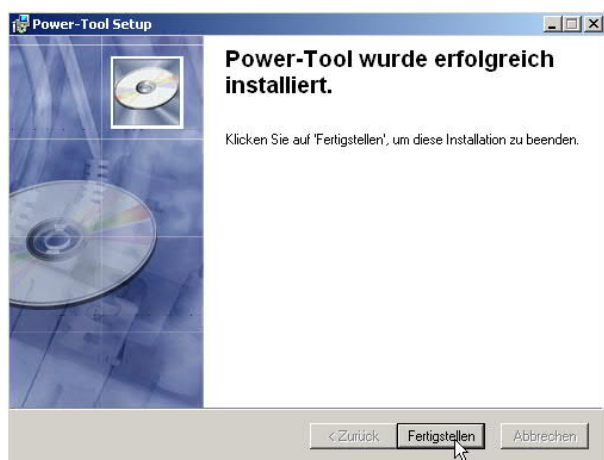 Power-Tool Setup
Power-Tool wurde erfolgreich
installiert.
Klicken Sie auf 'Fertigstellen', um diese Installation zu beenden.
< Zurück Fertigstellen Abbrechen